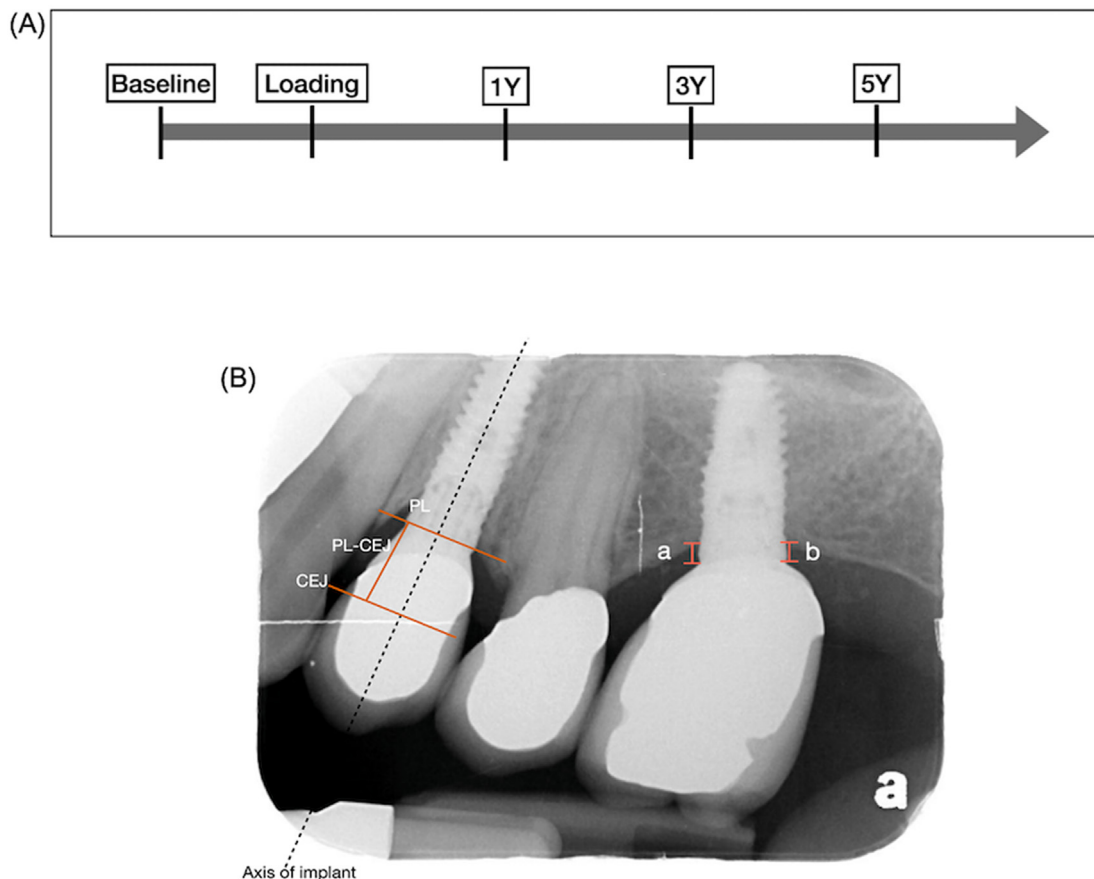 (A)
Baseline
Loading
1Y
3Y
5Y
(B)
PL
PL-CEJ
CEJ
a
b
a
Axis of implant